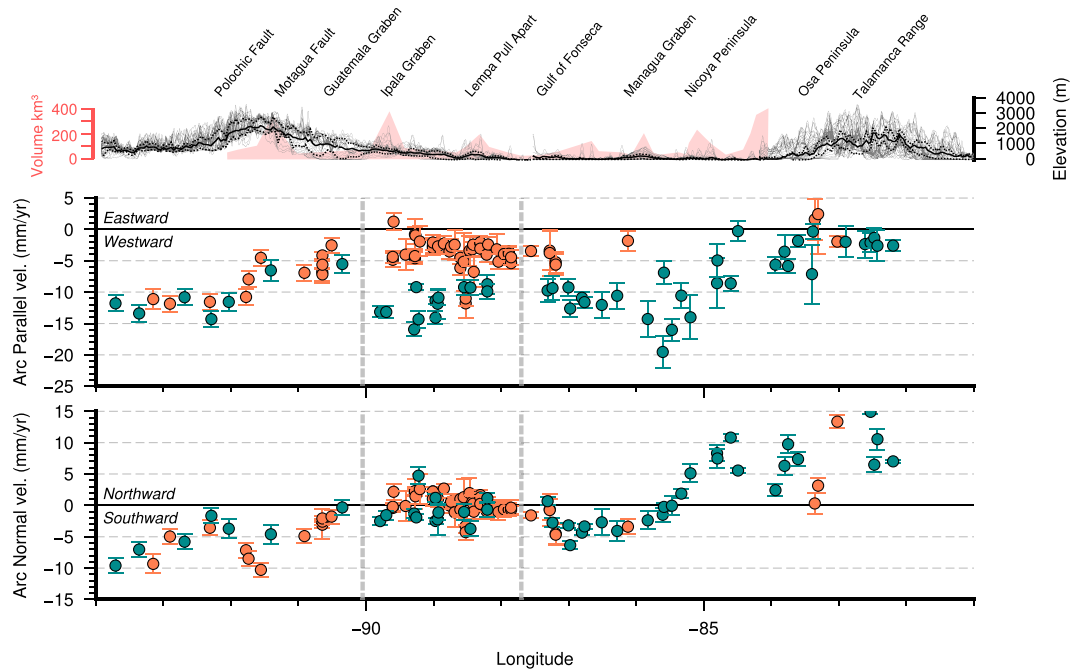 Polochic Fault
Motagua Fault
Guatemala Graben
Ipala Graben
Lempa Pull Apart
Gulf of Fonseca
Managua Graben
Nicoya Peninsula
Osa Peninsula
Talamanca Range
Volume km³
400
200
0
4000
3000
2000
1000
0
Elevation (m)
Arc Parallel vel. (mm/yr)
5
0
−5
−10
−15
−20
−25
Eastward
Westward
Arc Normal vel. (mm/yr)
15
10
5
0
−5
−10
−15
Northward
Southward
−90
−85
Longitude